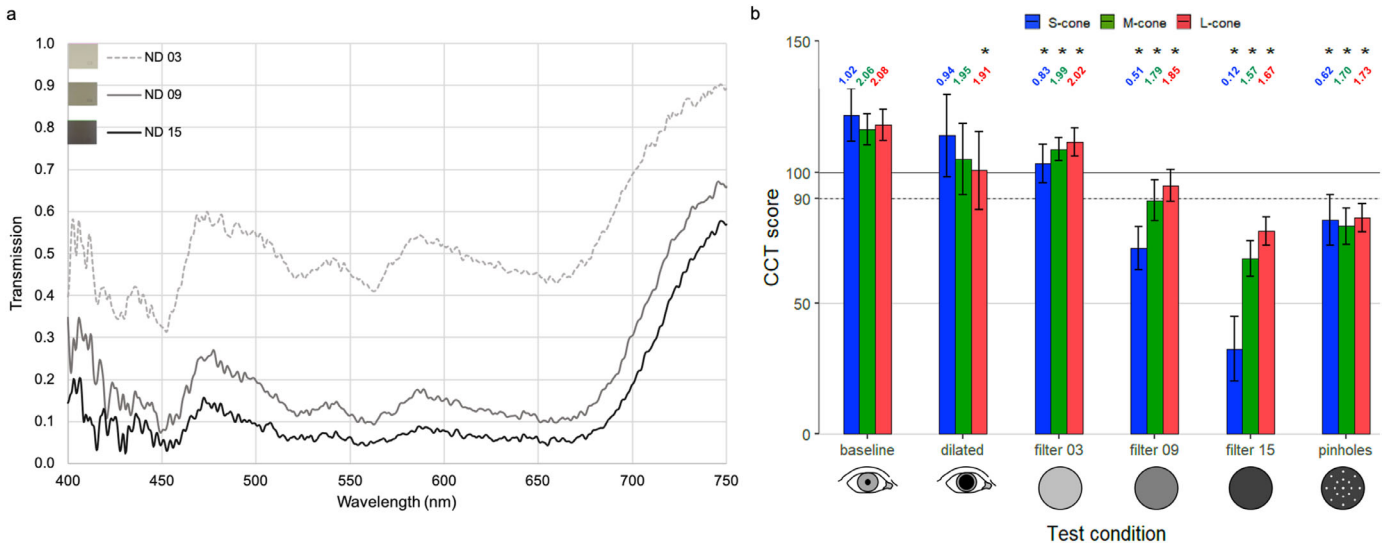 a
1.0
0.9
0.8
0.7
0.6
0.5
0.4
0.3
0.2
0.1
0.0
Transmission
ND 03
ND 09
ND 15
400 450 500 550 600 650 700 750
Wavelength (nm)
b
S-cone M-cone L-cone
150
100
90
50
0
CCT score
* * * * * * * * * * * * *
1.02 2.06 2.08 0.94 1.95 1.91 0.83 1.99 2.02 0.51 1.79 1.85 0.12 1.57 1.67 0.62 1.70 1.73
baseline dilated filter 03 filter 09 filter 15 pinholes
Test condition